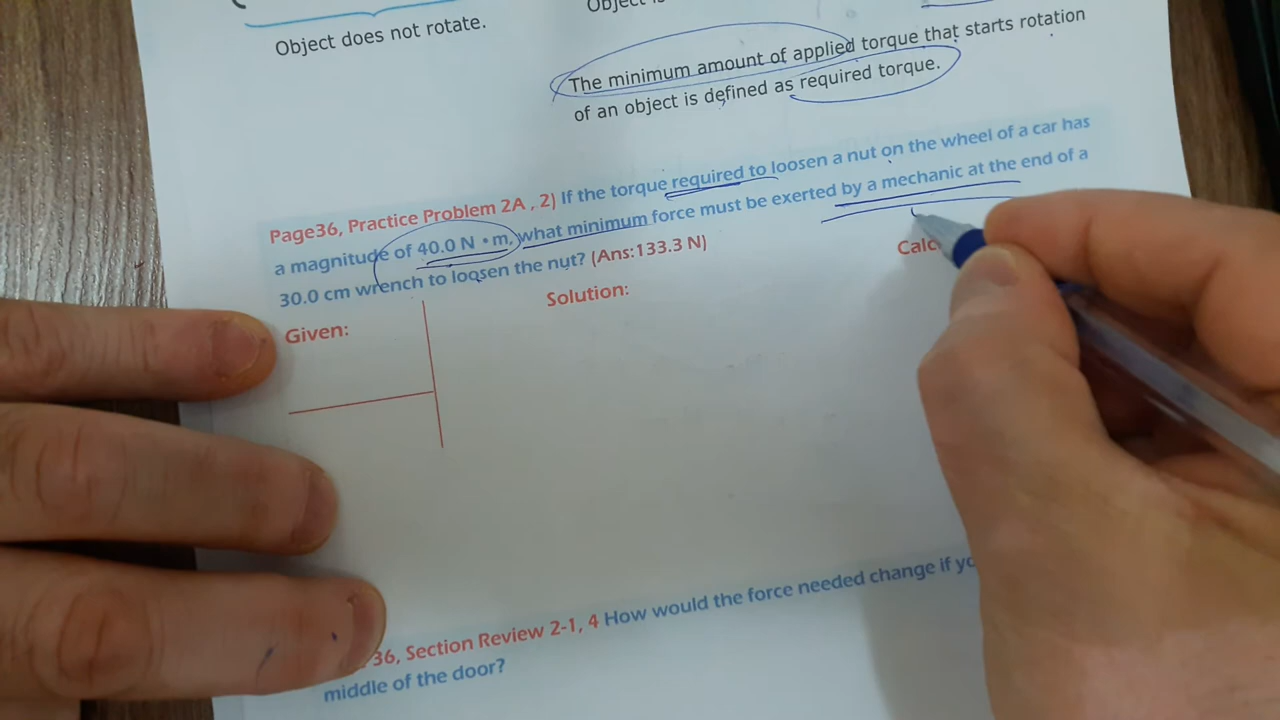 Object does not rotate.
Object is
The minimum amount of applied torque that starts rotation
of an object is defined as required torque.
Page36, Practice Problem 2A , 2) If the torque required to loosen a nut on the wheel of a car has
a magnitude of 40.0 N • m, what minimum force must be exerted by a mechanic at the end of a
30.0 cm wrench to loosen the nut? (Ans:133.3 N)
Given:
Solution:
36, Section Review 2-1, 4 How would the force needed change if
middle of the door?